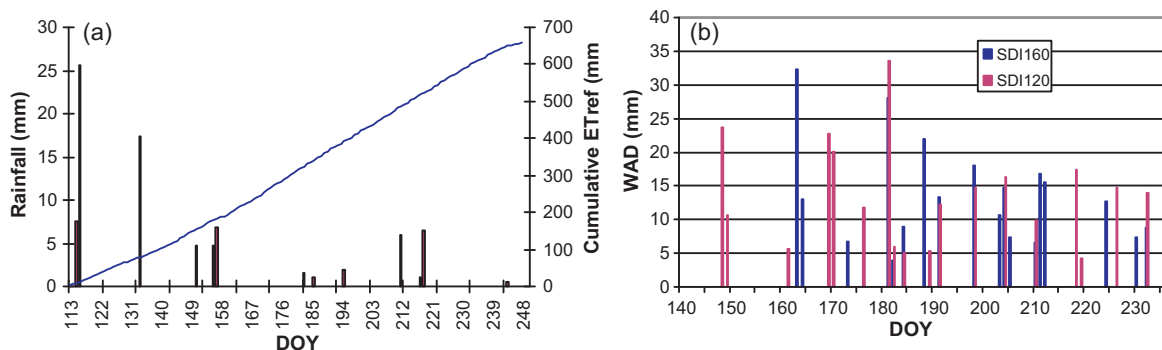 (a)
Rainfall (mm)
30
25
20
15
10
5
0
700
600
500
400
300
200
100
0
Cumulative ETref (mm
113 122 131 140 149 158 167 176 185 194 203 212 221 230 239 248
DOY
(b)
WAD (mm)
40
35
30
25
20
15
10
5
0
SDI160
SDI120
140 150 160 170 180 190 200 210 220 230
DOY